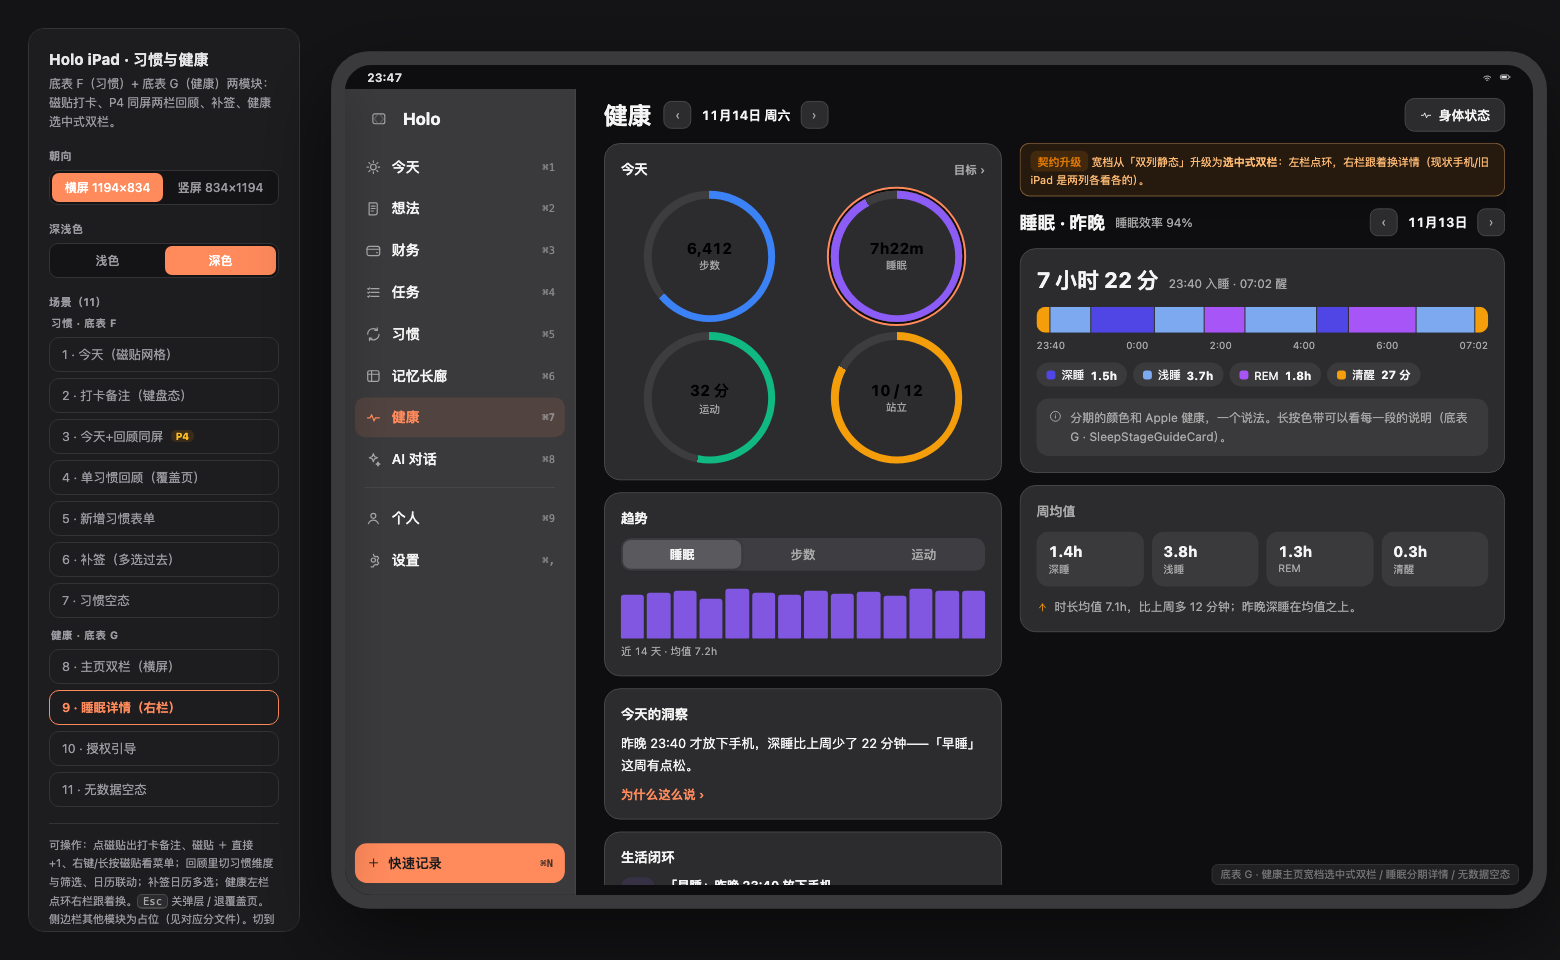 Holo iPad · 习惯与健康
底表 F（习惯）+ 底表 G（健康）两模块：
磁贴打卡、P4 同屏两栏回顾、补签、健康
选中式双栏。
朝向
横屏 1194×834
竖屏 834×1194
深浅色
浅色
深色
场景（11）
习惯 · 底表 F
1 · 今天（磁贴网格）
2 · 打卡备注（键盘态）
3 · 今天+回顾同屏 P4
4 · 单习惯回顾（覆盖页）
5 · 新增习惯表单
6 · 补签（多选过去）
7 · 习惯空态
健康 · 底表 G
8 · 主页双栏（横屏）
9 · 睡眠详情（右栏）
10 · 授权引导
11 · 无数据空态
可操作：点磁贴出打卡备注、磁贴 ＋ 直接
+1、右键/长按磁贴看菜单；回顾里切习惯维度
与筛选、日历联动；补签日历多选；健康左栏
点环右栏跟着换。 Esc 关弹层 / 退覆盖页。
侧边栏其他模块为占位（见对应分文件）。切到
23:47
Holo
今天 ⌘1
想法 ⌘2
财务 ⌘3
任务 ⌘4
习惯 ⌘5
记忆长廊 ⌘6
健康 ⌘7
AI 对话 ⌘8
个人 ⌘9
设置 ⌘,
+ 快速记录 ⌘N
健康 ‹ 11月14日 周六 ›
身体状态
今天
目标 ›
6,412
步数
7h22m
睡眠
32 分
运动
10 / 12
站立
趋势
睡眠 步数 运动
近 14 天 · 均值 7.2h
今天的洞察
昨晚 23:40 才放下手机，深睡比上周少了 22 分钟——「早睡」
这周有点松。
为什么这么说 ›
生活闭环
「早睡」昨晚 23:40 放下手机
契约升级 宽档从「双列静态」升级为选中式双栏：左栏点环，右栏跟着换详情（现状手机/旧
iPad 是两列各看各的）。
睡眠 · 昨晚 睡眠效率 94%
‹ 11月13日 ›
7 小时 22 分 23:40 入睡 · 07:02 醒
23:40 0:00 2:00 4:00 6:00 07:02
深睡 1.5h 浅睡 3.7h REM 1.8h 清醒 27 分
分期的颜色和 Apple 健康，一个说法。长按色带可以看每一段的说明（底表
G · SleepStageGuideCard）。
周均值
1.4h
深睡
3.8h
浅睡
1.3h
REM
0.3h
清醒
↑ 时长均值 7.1h，比上周多 12 分钟；昨晚深睡在均值之上。
底表 G · 健康主页宽档选中式双栏 / 睡眠分期详情 / 无数据空态